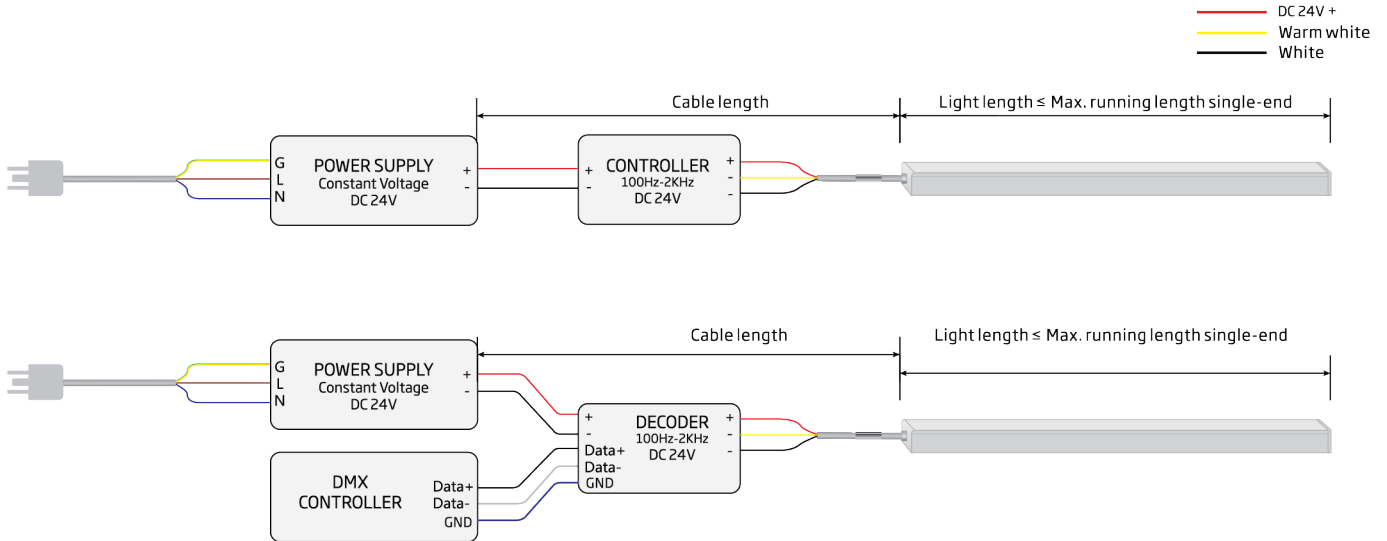 DC 24V +
Warm white
White
Cable length
Light length ≤ Max. running length single-end
G
L
N
POWER SUPPLY
Constant Voltage
DC 24V
+
-
+
-
CONTROLLER
100Hz-2KHz
DC 24V
+
-
-
Cable length
Light length ≤ Max. running length single-end
G
L
N
POWER SUPPLY
Constant Voltage
DC 24V
+
-
+
-
Data+
Data-
GND
DECODER
100Hz-2KHz
DC 24V
+
-
-
DMX
CONTROLLER
Data+
Data-
GND